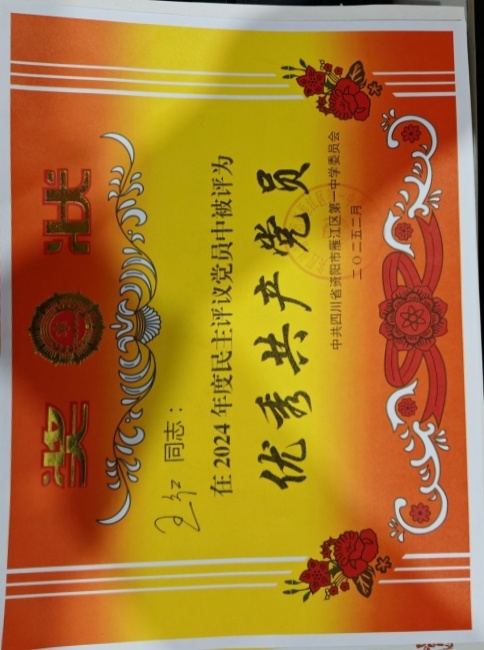 奖状
王红 同志：
在2024年度民主评议党员中被评为
优秀共产党员
中共四川省资阳市雁江区第一中学委员会
二〇二五二月